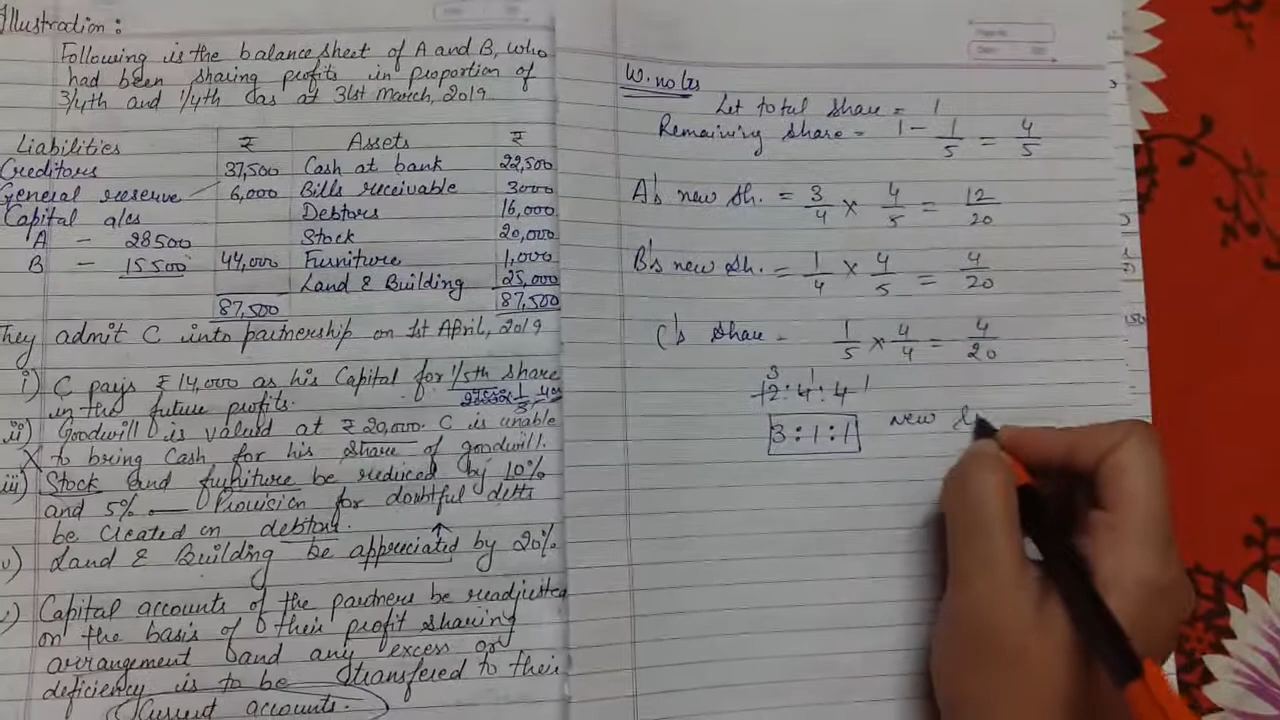 Illustration :
Following is the balance sheet of A and B, who
had been sharing profits in proportion of
3/4th and 1/4th as at 31st March, 2019
Liabilities ₹ Assets ₹
Creditors 37,500 Cash at bank 22,500
General reserve 6,000 Bills receivable 3000
Capital a/cs Debtors 16,000
A - 28500 Stock 20,000
B - 15500 44,000 Furniture 1,000
Land & Building 25,000
87,500 87,500
They admit C into partnership on 1st April, 2019
i) C pays ₹ 14,000 as his Capital for 1/5th share
in the future profits.
ii) Goodwill is valued at ₹ 20,000. C is unable
to bring Cash for his share of goodwill.
iii) Stock and furniture be reduced by 10%
and 5% — Provision for doubtful debts
be created on debtors.
v) Land & Building be appreciated by 20%
Capital accounts of the partners be readjusted
on the basis of their profit sharing
arrangement and any excess or
deficiency is to be transfered to their
Current accounts.
W. notes
Let total share = 1
Remaining share = 1 - 1/5 = 4/5
A's new sh. = 3/4 × 4/5 = 12/20
B's new sh. = 1/4 × 4/5 = 4/20
C's share = 1/5 × 4/4 = 4/20
3 1 1
12 : 4 : 4
3 : 1 : 1 new